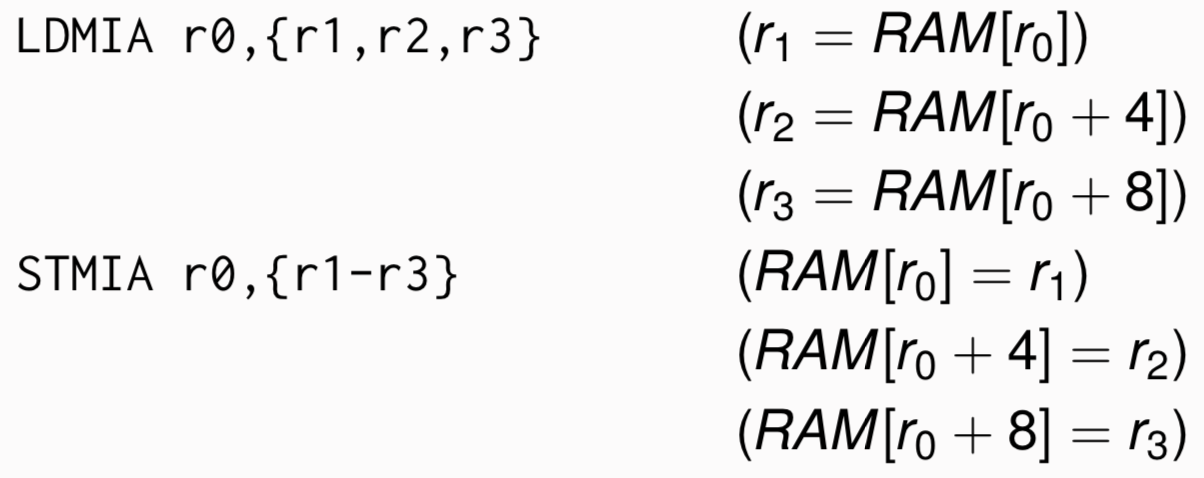 LDMIA r0,{r1,r2,r3} (r₁ = RAM[r₀])
(r₂ = RAM[r₀ + 4])
(r₃ = RAM[r₀ + 8])
STMIA r0,{r1-r3} (RAM[r₀] = r₁)
(RAM[r₀ + 4] = r₂)
(RAM[r₀ + 8] = r₃)